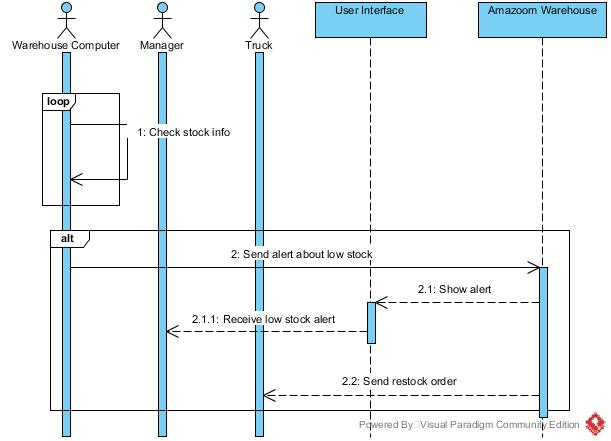 User Interface
Amazoom Warehouse
Warehouse Computer
Manager
Truck
loop
1: Check stock info
alt
2: Send alert about low stock
2.1: Show alert
2.1.1: Receive low stock alert
2.2: Send restock order
Powered By Visual Paradigm Community Edition